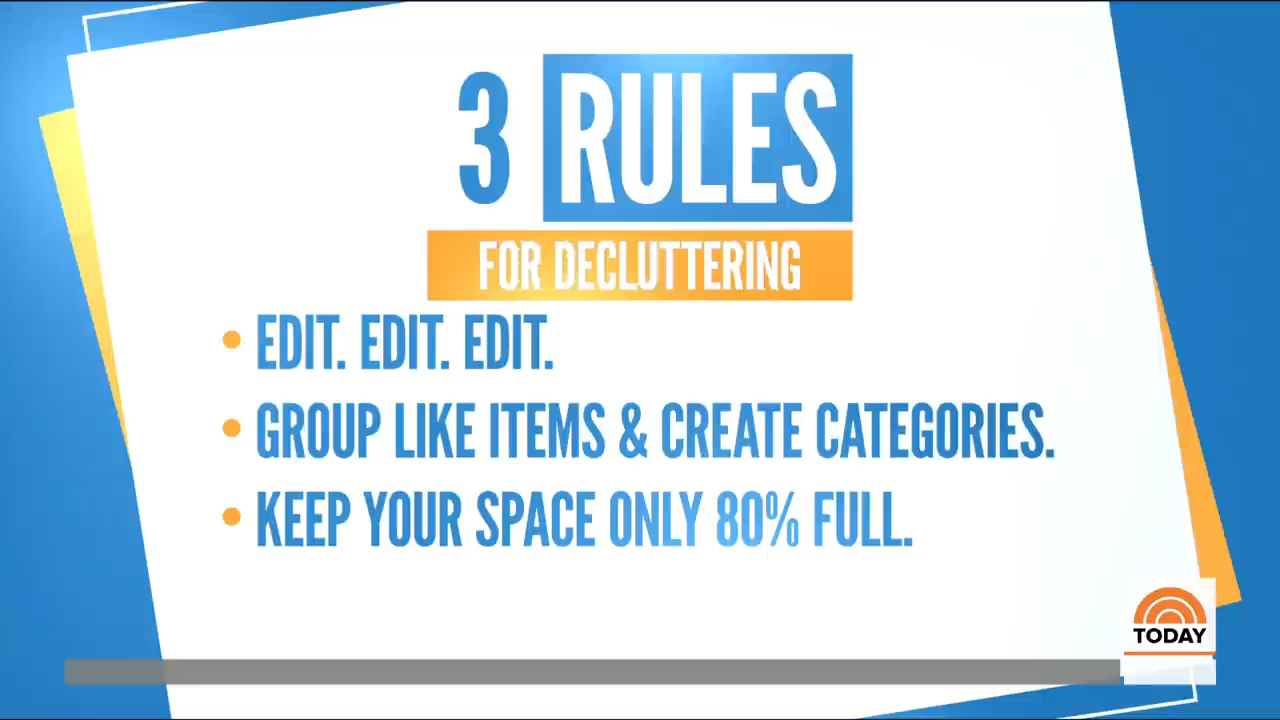 3 RULES
FOR DECLUTTERING
• EDIT. EDIT. EDIT.
• GROUP LIKE ITEMS & CREATE CATEGORIES.
• KEEP YOUR SPACE ONLY 80% FULL.
TODAY